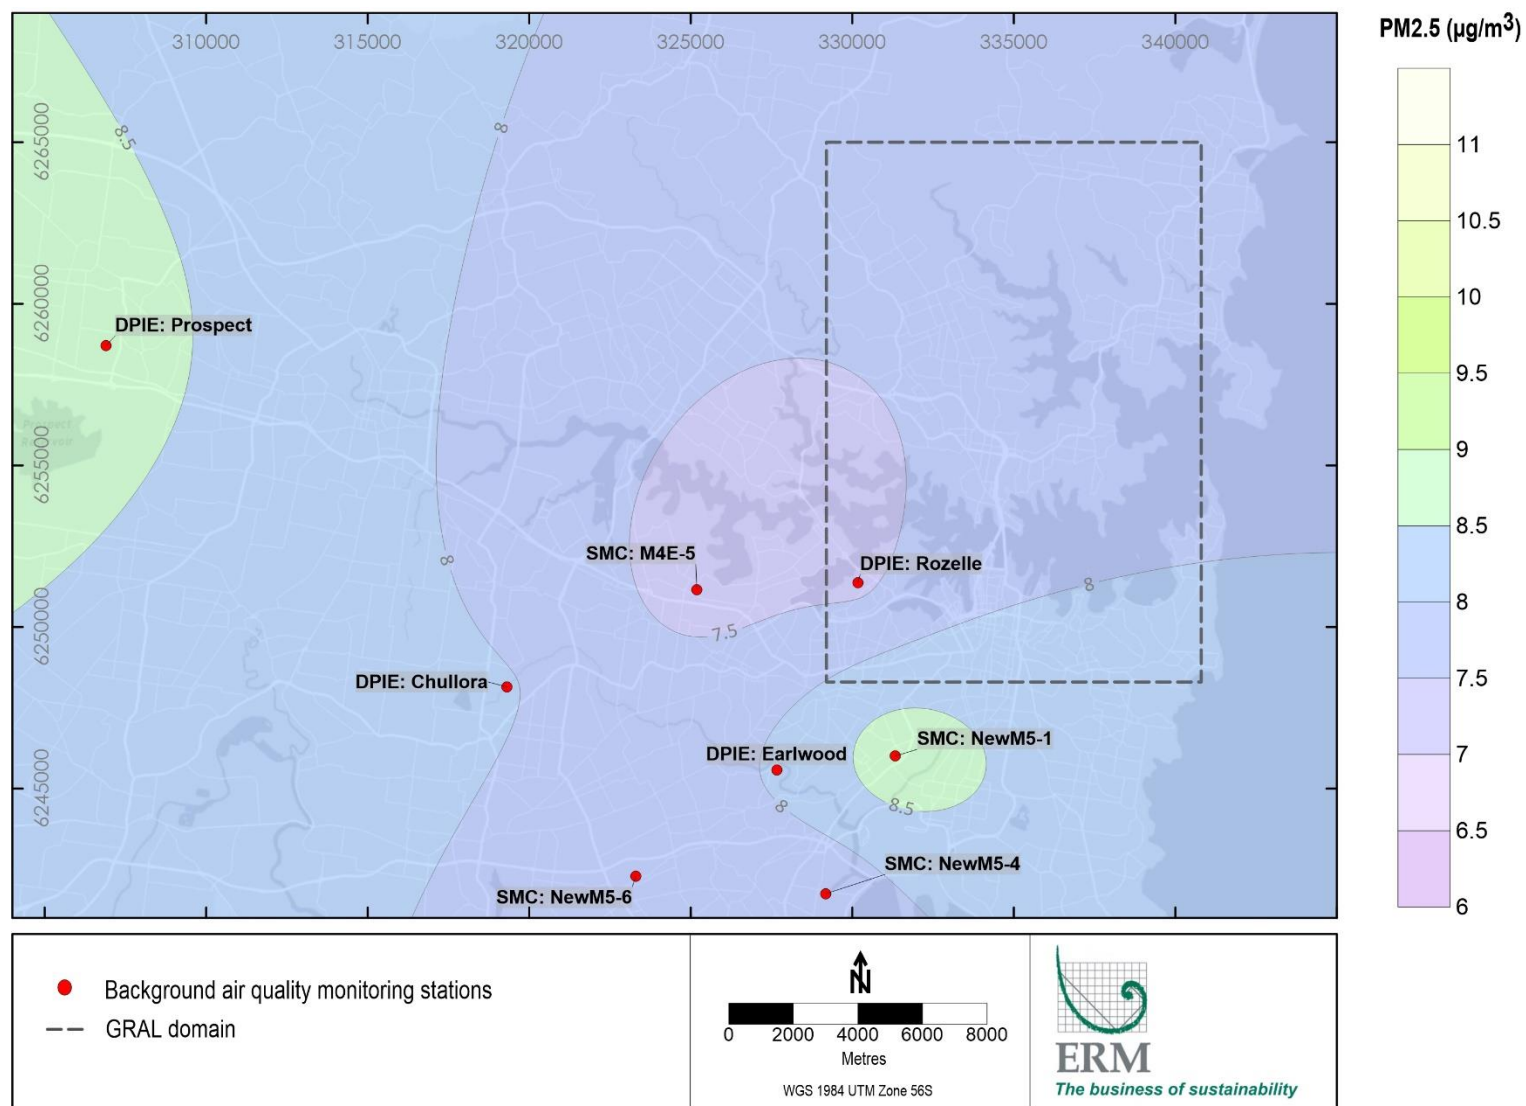 PM2.5 (µg/m³)
310000
315000
320000
325000
330000
335000
340000
6265000
6260000
6255000
6250000
6245000
8.5
8
DPIE: Prospect
Prospect
Reservoir
SMC: M4E-5
DPIE: Rozelle
8
8
7.5
DPIE: Chullora
DPIE: Earlwood
SMC: NewM5-1
8
8.5
SMC: NewM5-4
SMC: NewM5-6
11
10.5
10
9.5
9
8.5
8
7.5
7
6.5
6
Background air quality monitoring stations
GRAL domain
N
0 2000 4000 6000 8000
Metres
WGS 1984 UTM Zone 56S
ERM
The business of sustainability